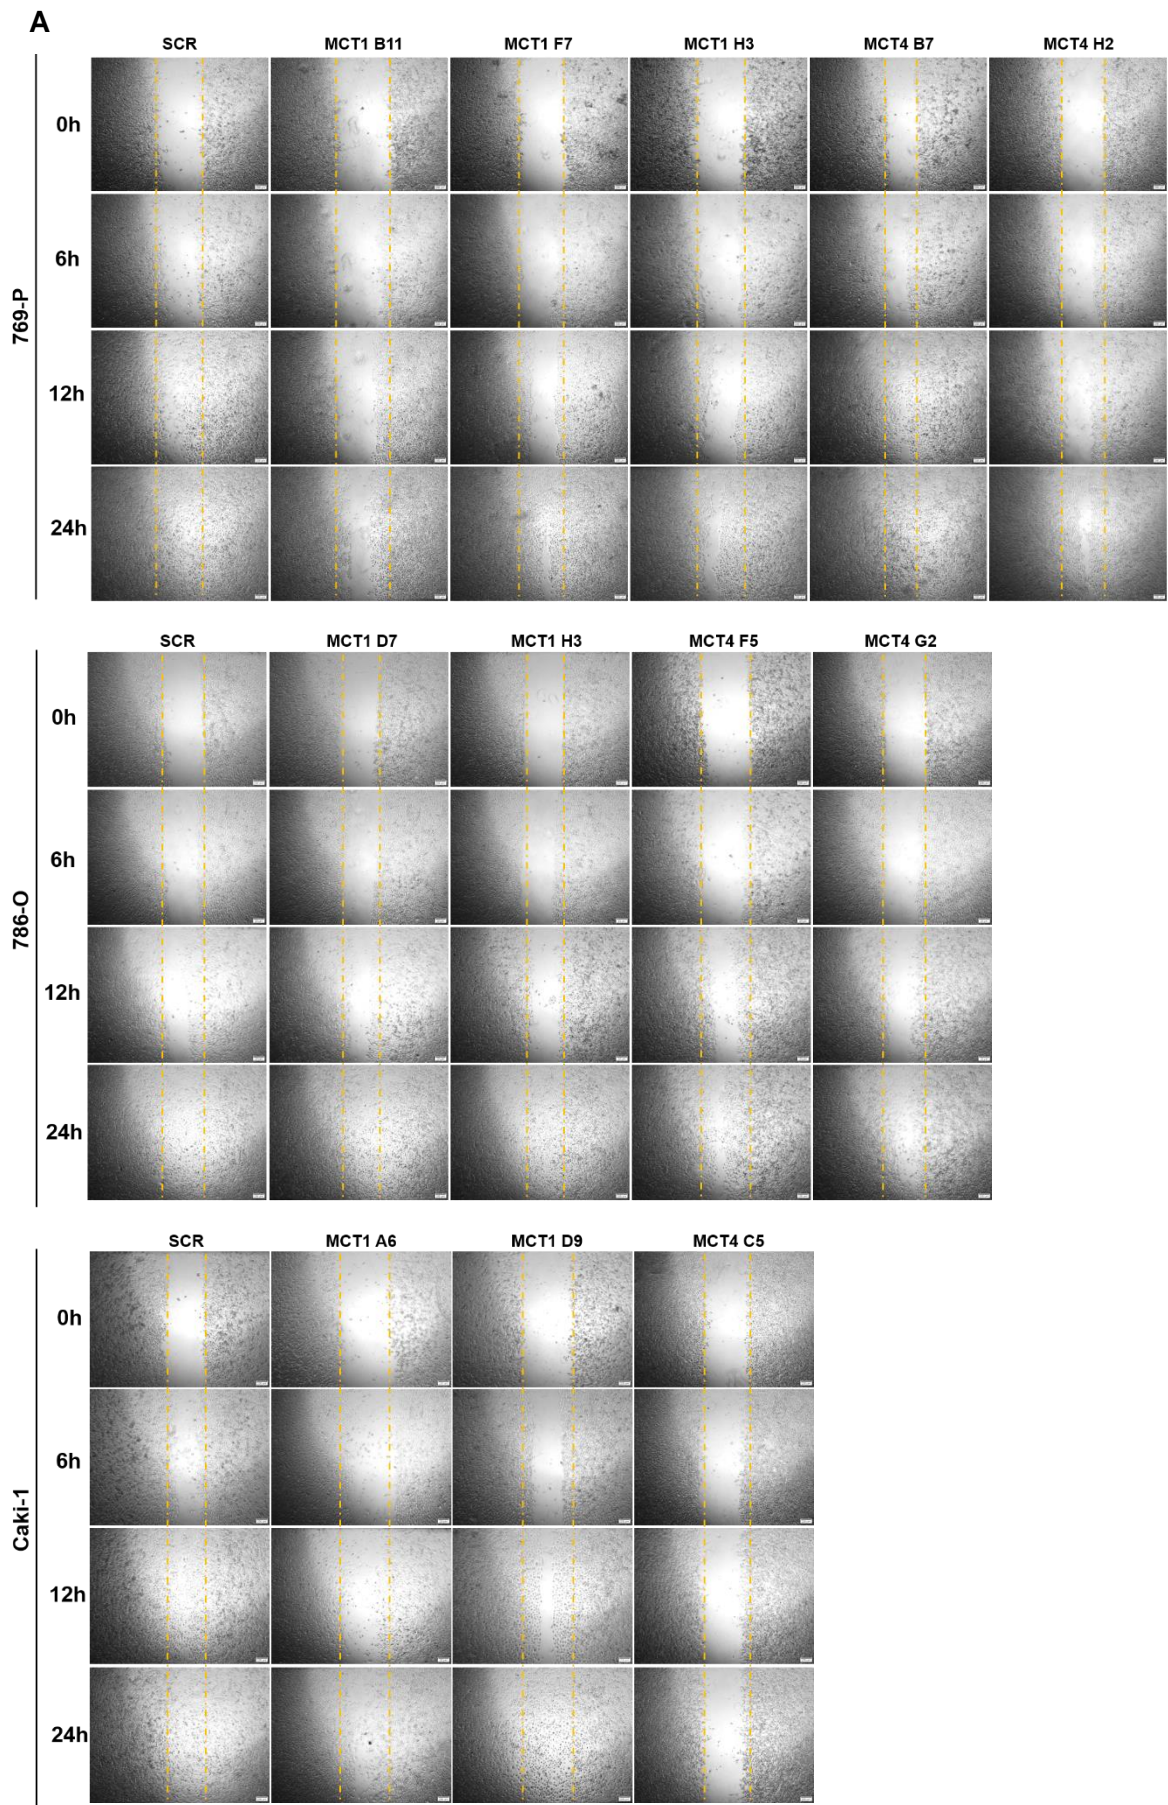 A
SCR MCT1 B11 MCT1 F7 MCT1 H3 MCT4 B7 MCT4 H2
769-P
0h
6h
12h
24h
SCR MCT1 D7 MCT1 H3 MCT4 F5 MCT4 G2
786-O
0h
6h
12h
24h
SCR MCT1 A6 MCT1 D9 MCT4 C5
Caki-1
0h
6h
12h
24h